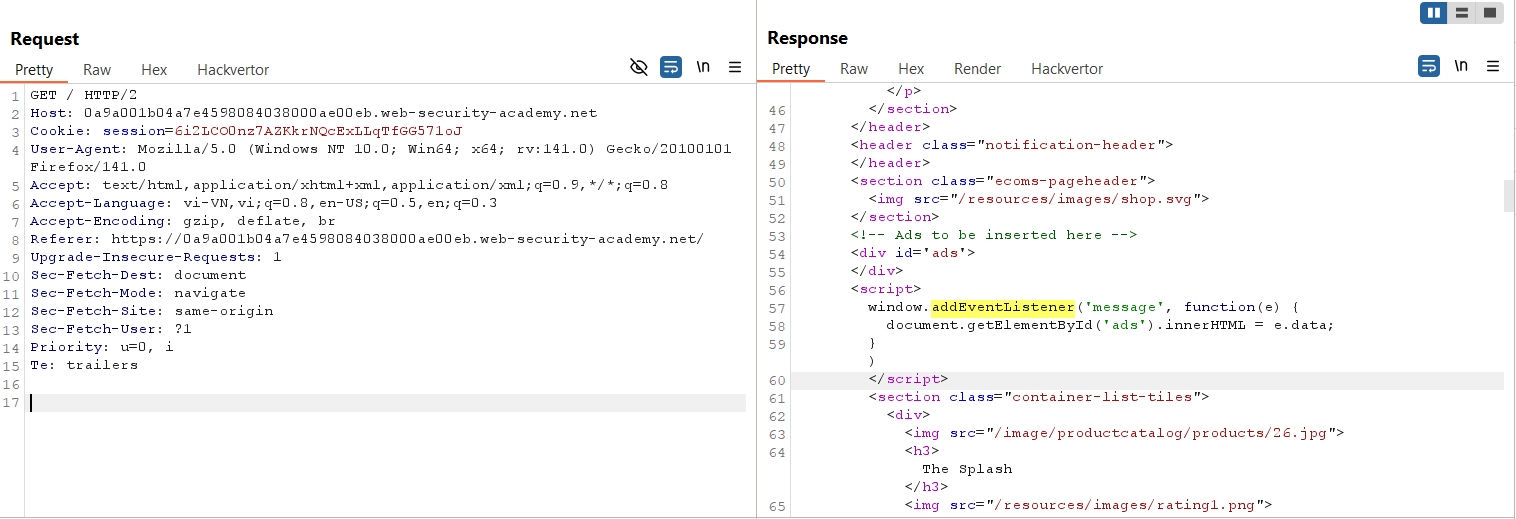 Request
Pretty Raw Hex Hackvertor \n
1 GET / HTTP/2
2 Host: 0a9a001b04a7e4598084038000ae00eb.web-security-academy.net
3 Cookie: session=6i2LCO0nz7AZKkrNQcExLLqTfGG571oJ
4 User-Agent: Mozilla/5.0 (Windows NT 10.0; Win64; x64; rv:141.0) Gecko/20100101
Firefox/141.0
5 Accept: text/html,application/xhtml+xml,application/xml;q=0.9,*/*;q=0.8
6 Accept-Language: vi-VN,vi;q=0.8,en-US;q=0.5,en;q=0.3
7 Accept-Encoding: gzip, deflate, br
8 Referer: https://0a9a001b04a7e4598084038000ae00eb.web-security-academy.net/
9 Upgrade-Insecure-Requests: 1
10 Sec-Fetch-Dest: document
11 Sec-Fetch-Mode: navigate
12 Sec-Fetch-Site: same-origin
13 Sec-Fetch-User: ?1
14 Priority: u=0, i
15 Te: trailers
16
17
Response
Pretty Raw Hex Render Hackvertor \n
</p>
46 </section>
47 </header>
48 <header class="notification-header">
49 </header>
50 <section class="ecoms-pageheader">
51 <img src="/resources/images/shop.svg">
52 </section>
53 <!-- Ads to be inserted here -->
54 <div id='ads'>
55 </div>
56 <script>
57 window.addEventListener('message', function(e) {
58 document.getElementById('ads').innerHTML = e.data;
59 }
)
60 </script>
61 <section class="container-list-tiles">
62 <div>
63 <img src="/image/productcatalog/products/26.jpg">
64 <h3>
The Splash
</h3>
65 <img src="/resources/images/rating1.png">